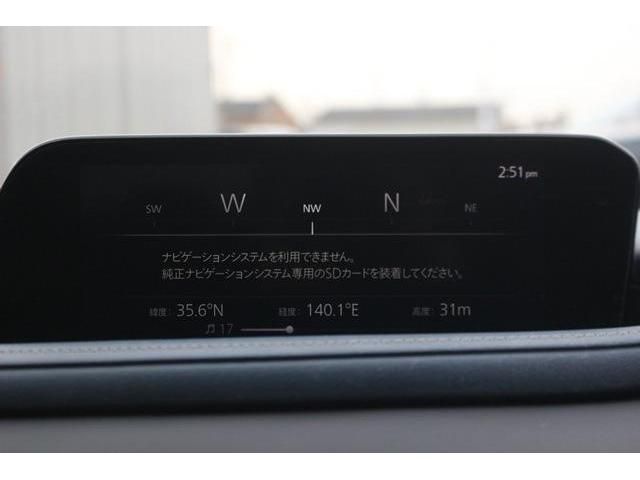 2:51 pm
SW W NW N NE
ナビゲーションシステムを利用できません。
純正ナビゲーションシステム専用のSDカードを装着してください。
緯度: 35.6°N 経度: 140.1°E 高度: 31m
♫ 17